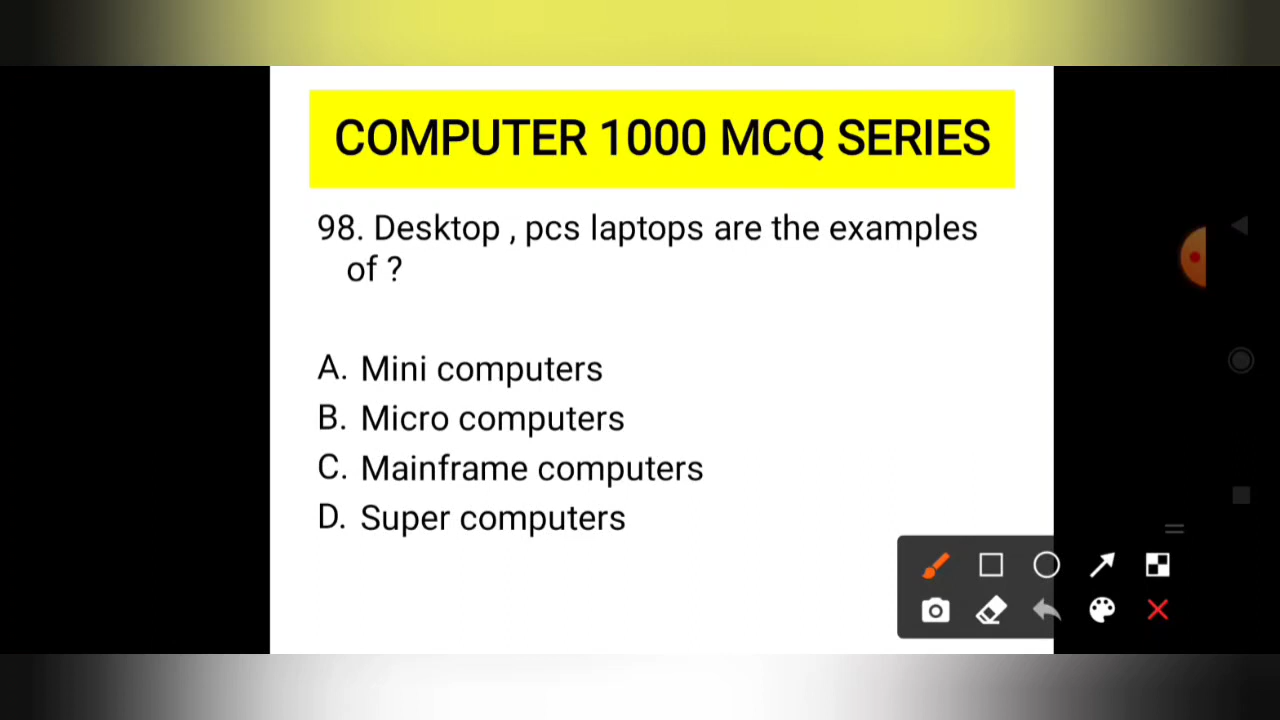 COMPUTER 1000 MCQ SERIES
98. Desktop , pcs laptops are the examples
of ?
A. Mini computers
B. Micro computers
C. Mainframe computers
D. Super computers